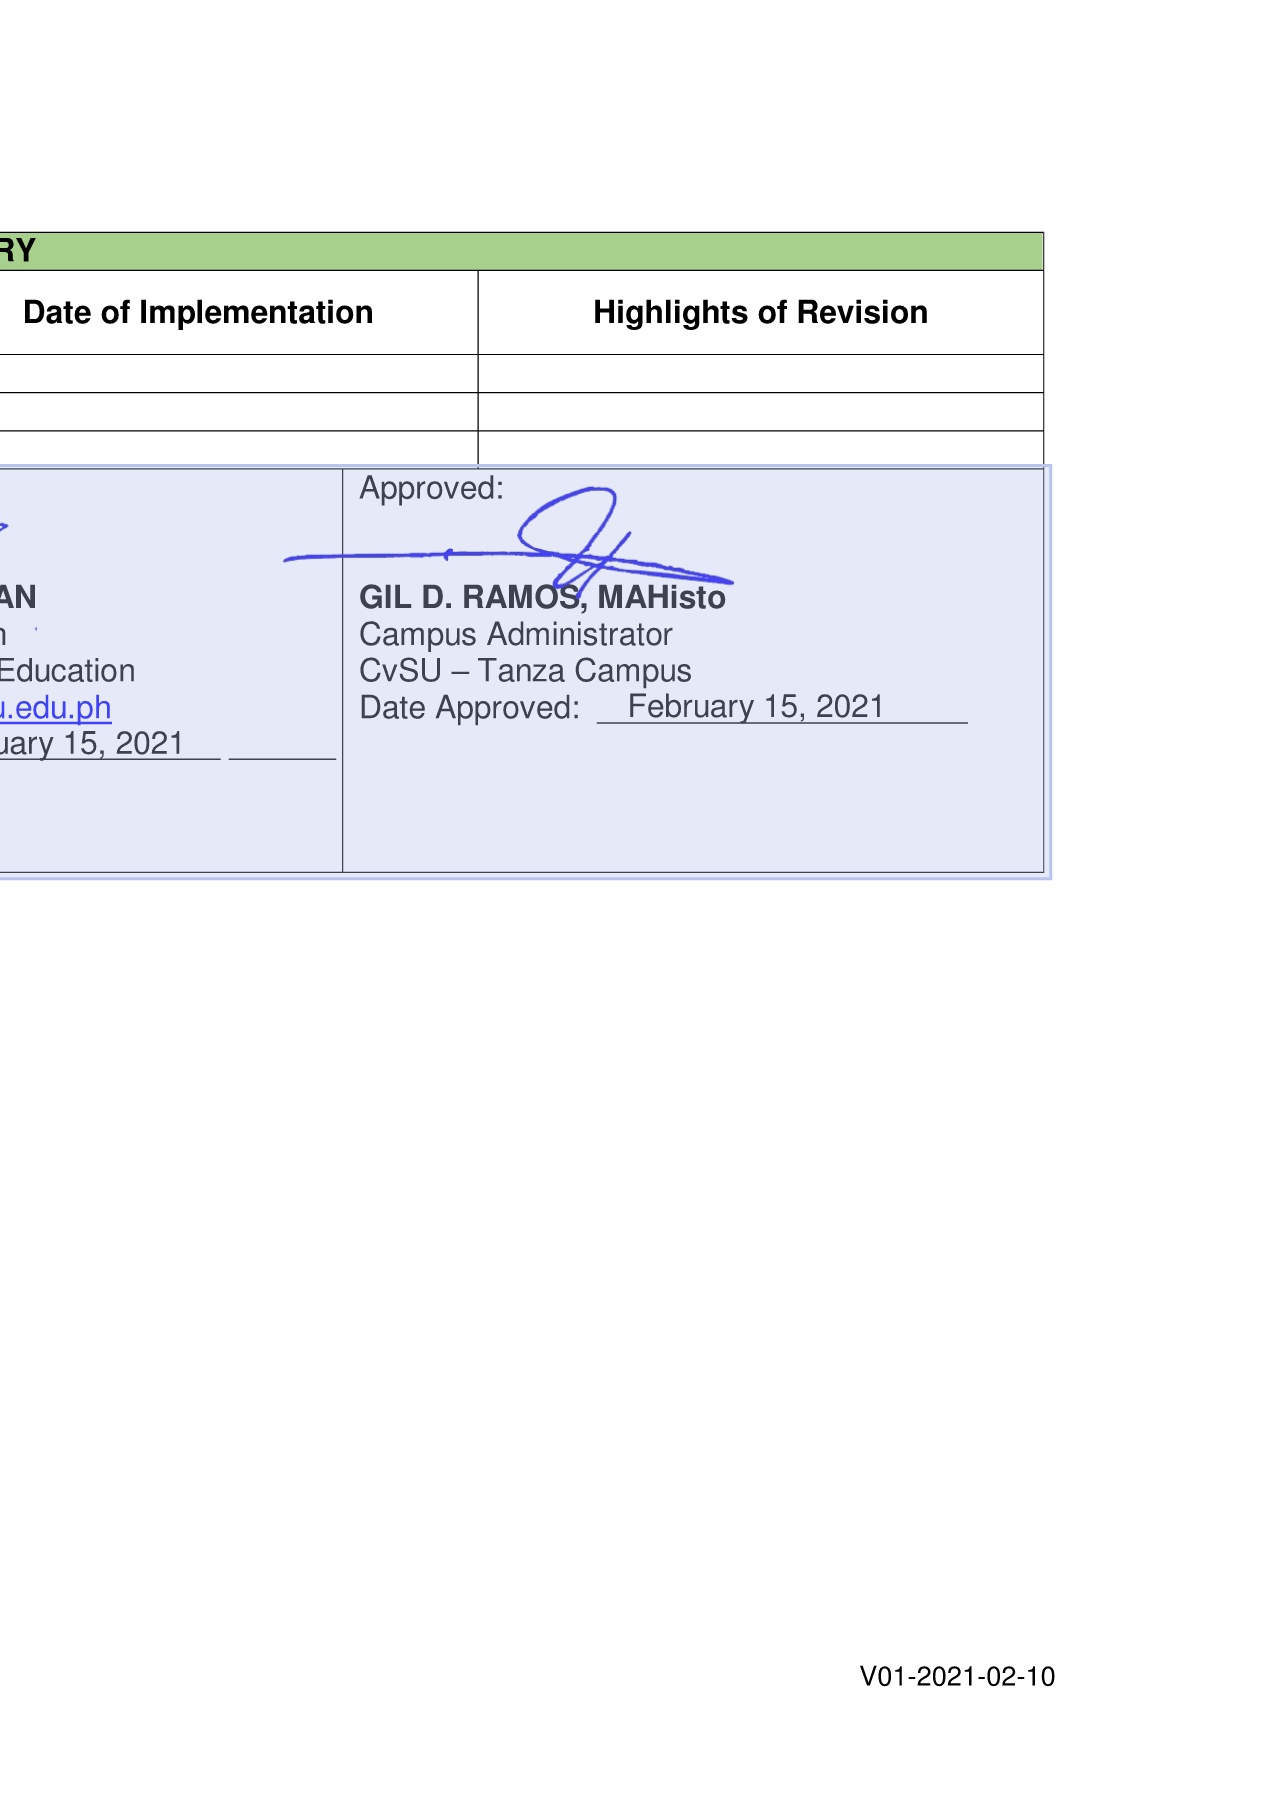 RY
Date of Implementation Highlights of Revision
AN
n
Education
u.edu.ph
uary 15, 2021
Approved:
GIL D. RAMOS, MAHisto
Campus Administrator
CvSU – Tanza Campus
Date Approved: February 15, 2021
V01-2021-02-10